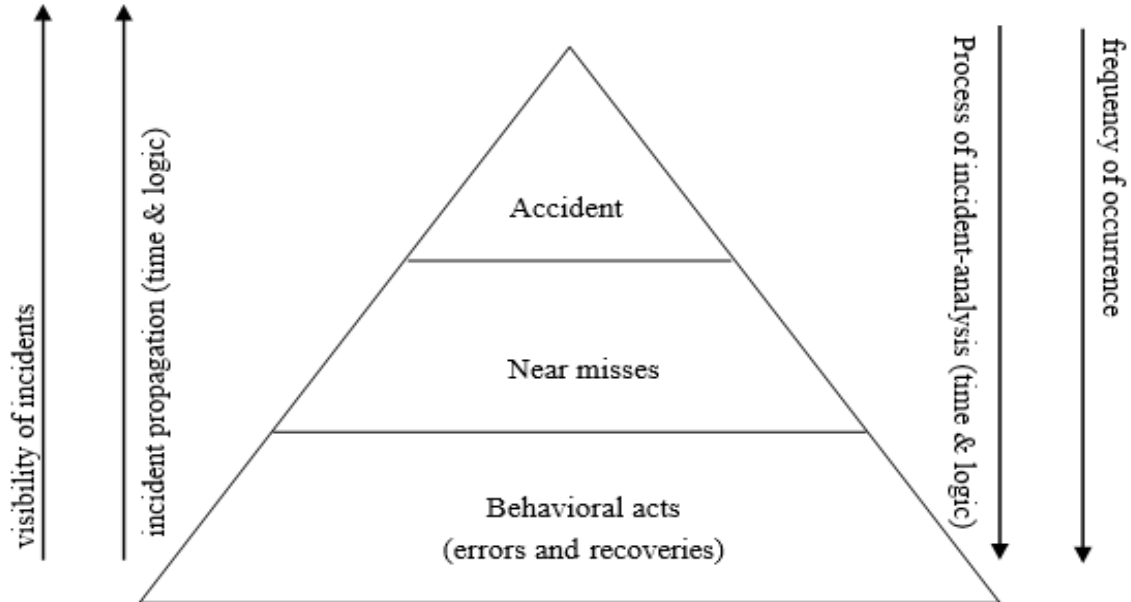 visibility of incidents
incident propagation (time & logic)
Accident
Near misses
Behavioral acts
(errors and recoveries)
Process of incident-analysis (time & logic)
frequency of occurrence